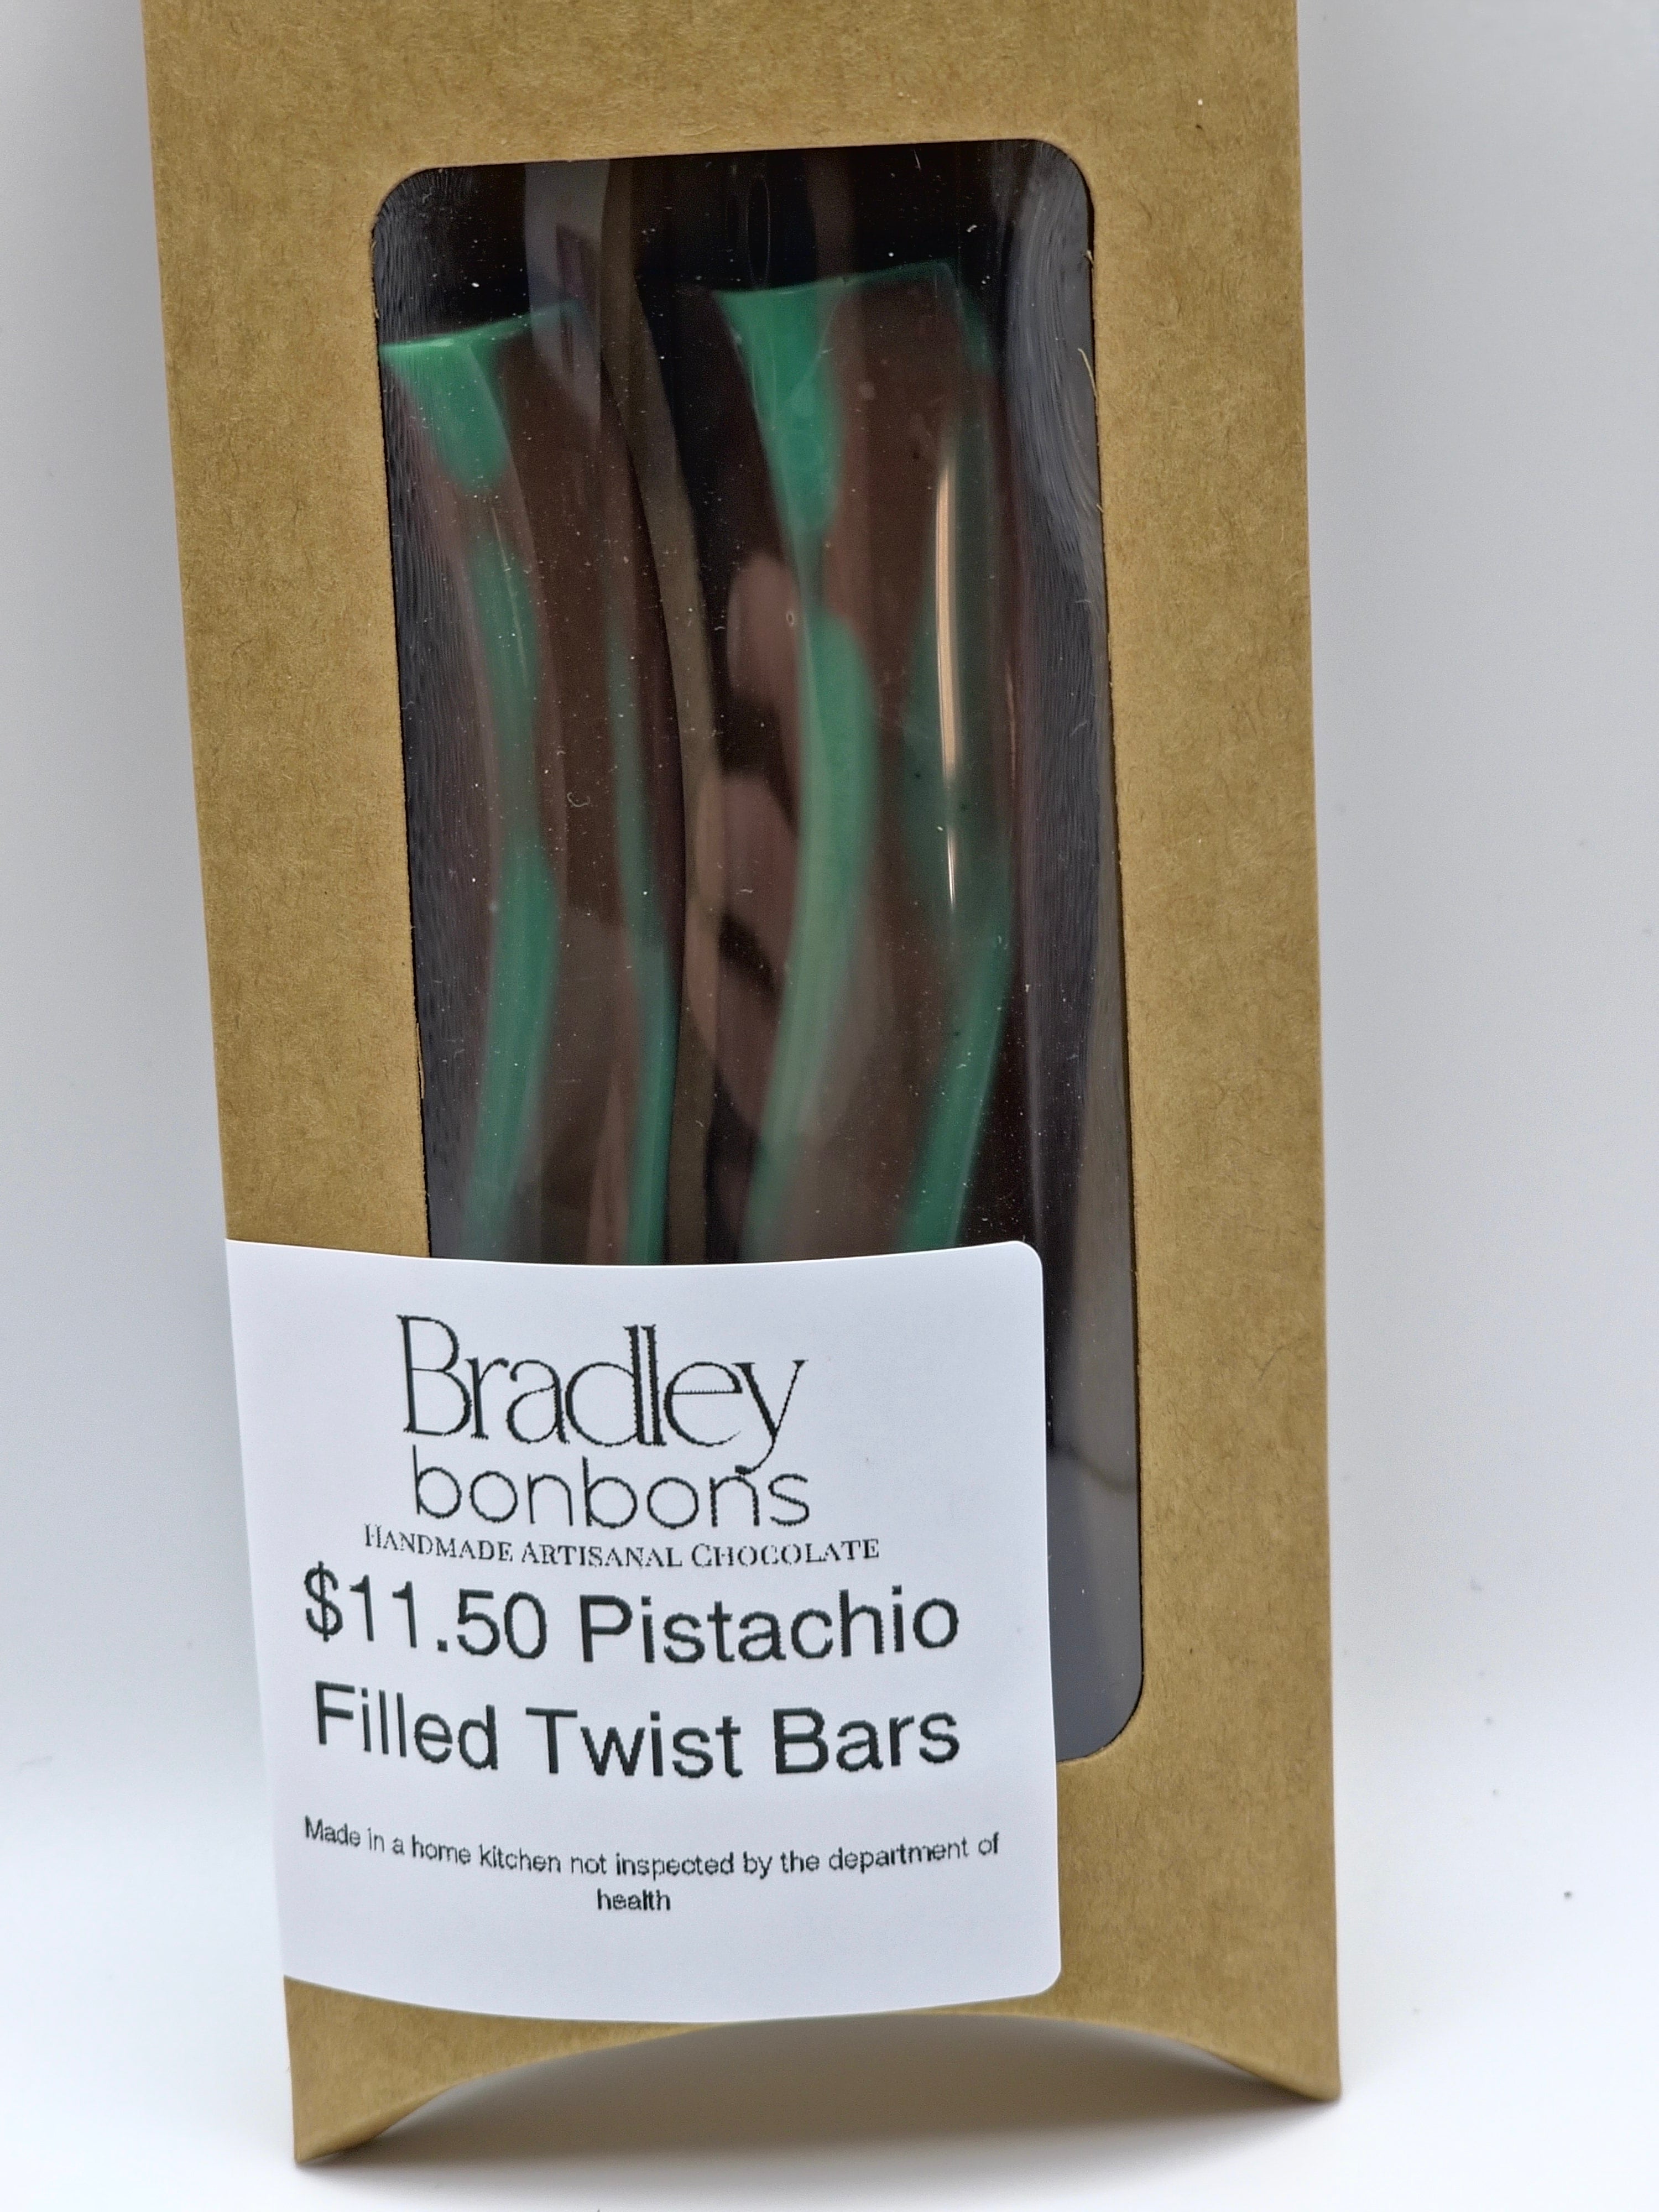 Bradley
bonbons
HANDMADE ARTISANAL CHOCOLATE
$11.50 Pistachio
Filled Twist Bars
Made in a home kitchen not inspected by the department of
health